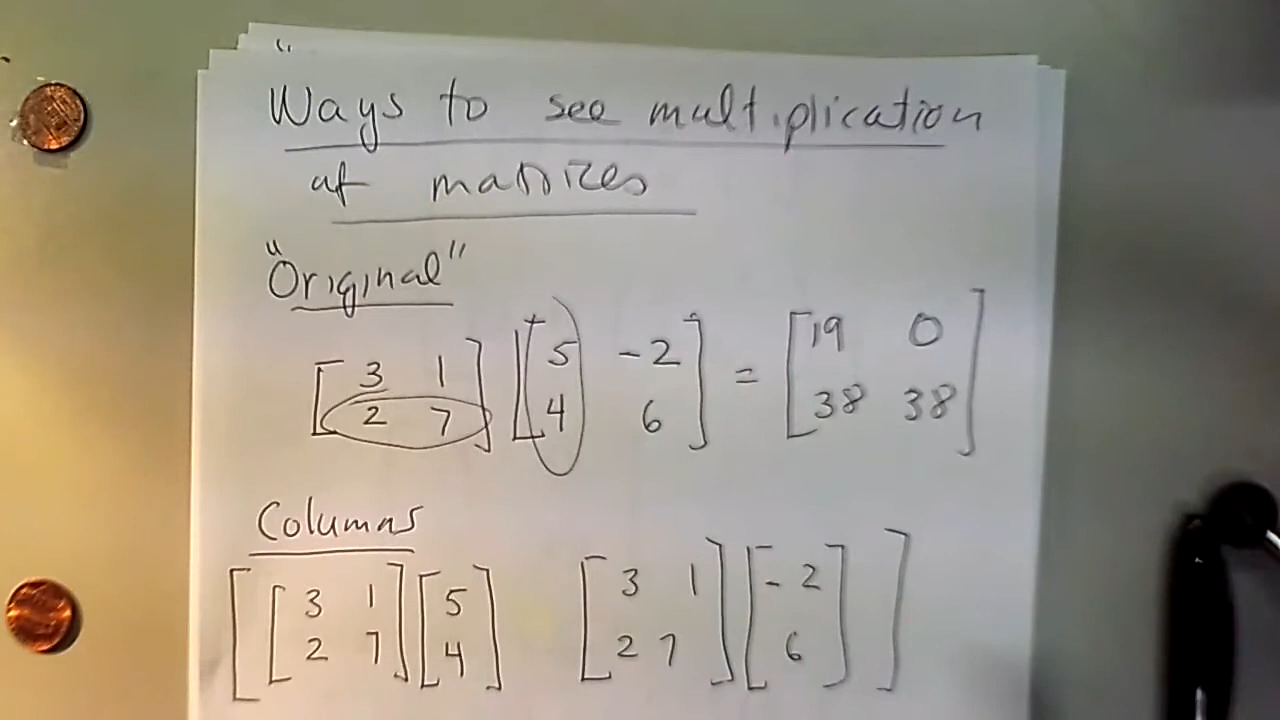 Ways to see multiplication
of matrices
"Original"
[3 1 [5 -2 = [19 0
2 7] 4 6] 38 38]
Columns
[[3 1 [5 [3 1 [-2
2 7] 4] 2 7] 6]]